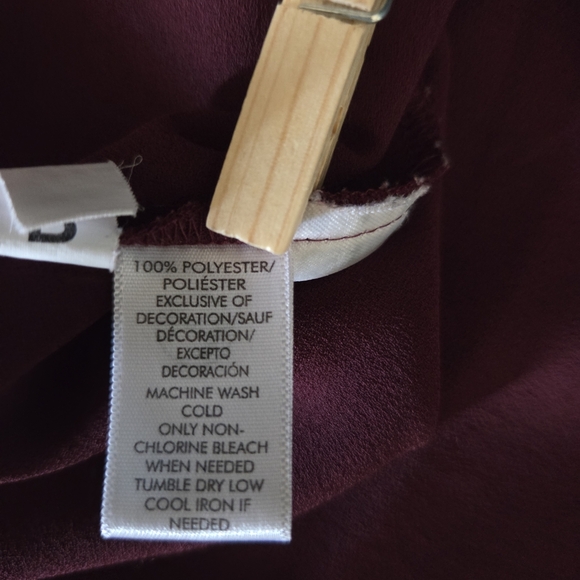 100% POLYESTER/
POLIÉSTER
EXCLUSIVE OF
DECORATION/SAUF
DÉCORATION/
EXCEPTO
DECORACIÓN
MACHINE WASH
COLD
ONLY NON-
CHLORINE BLEACH
WHEN NEEDED
TUMBLE DRY LOW
COOL IRON IF
NEEDED